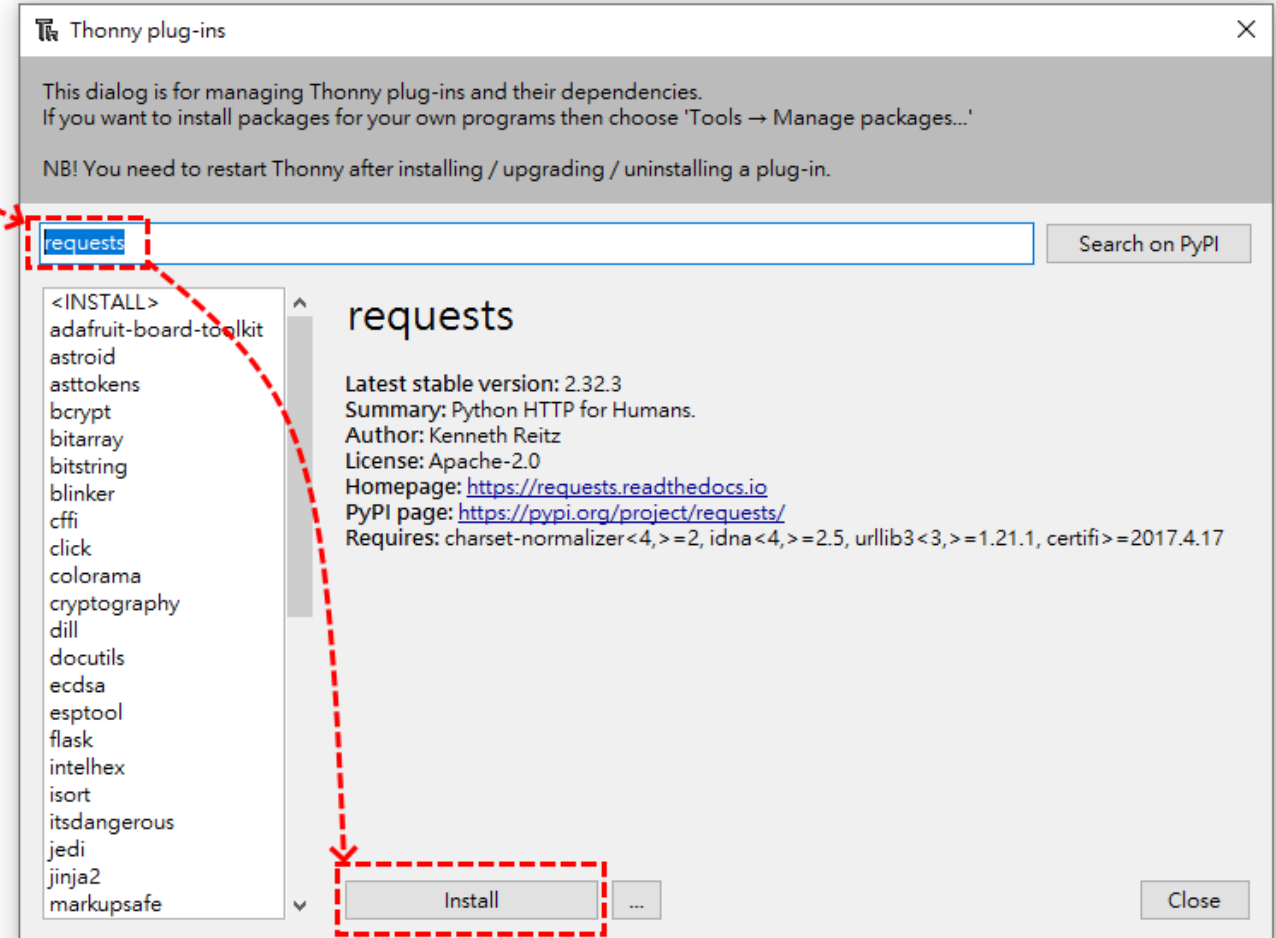 Thonny plug-ins
This dialog is for managing Thonny plug-ins and their dependencies.
If you want to install packages for your own programs then choose 'Tools → Manage packages...'
NB! You need to restart Thonny after installing / upgrading / uninstalling a plug-in.
requests
Search on PyPI
<INSTALL>
adafruit-board-toolkit
astroid
asttokens
bcrypt
bitarray
bitstring
blinker
cffi
click
colorama
cryptography
dill
docutils
ecdsa
esptool
flask
intelhex
isort
itsdangerous
jedi
jinja2
markupsafe
requests
Latest stable version: 2.32.3
Summary: Python HTTP for Humans.
Author: Kenneth Reitz
License: Apache-2.0
Homepage: https://requests.readthedocs.io
PyPI page: https://pypi.org/project/requests/
Requires: charset-normalizer<4,>=2, idna<4,>=2.5, urllib3<3,>=1.21.1, certifi>=2017.4.17
Install
...
Close